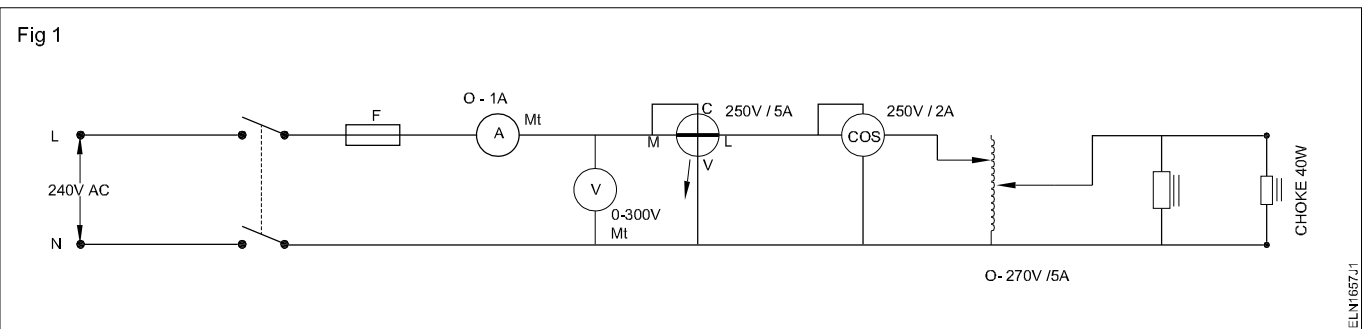 Fig 1
O - 1A
F
A
Mt
C
250V / 5A
M
L
V
250V / 2A
COS
L
240V AC
N
V
0-300V
Mt
O- 270V /5A
CHOKE 40W
ELN1657J1